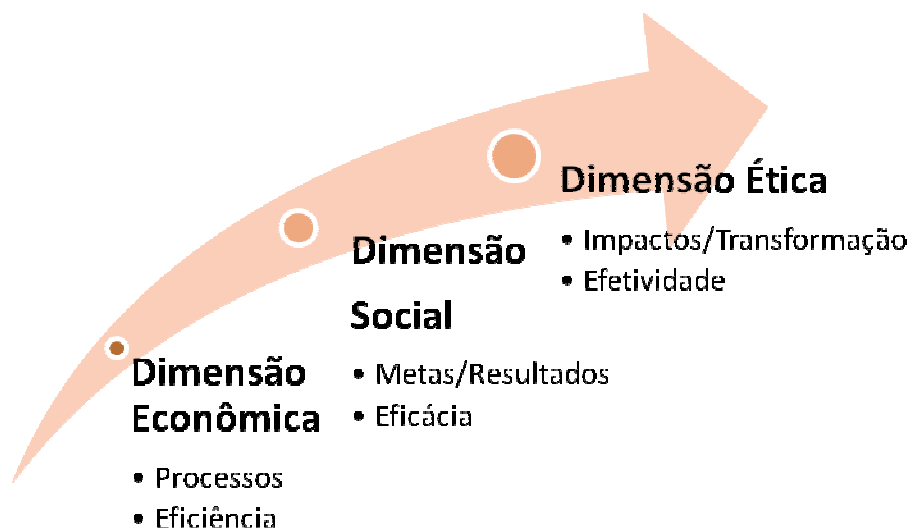 Dimensão
Econômica
• Processos
• Eficiência
Dimensão
Social
• Metas/Resultados
• Eficácia
Dimensão Ética
• Impactos/Transformação
• Efetividade